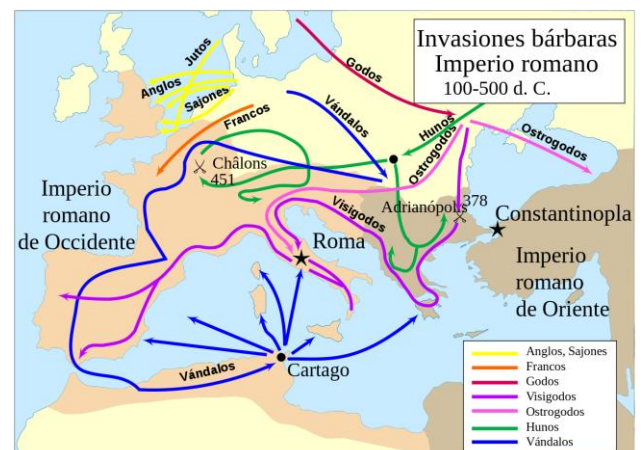 Invasiones bárbaras
Imperio romano
100-500 d. C.
Jutos
Anglos
Sajones
Godos
Francos
Vándalos
Hunos
Ostrogodos
Ostrogodos
Châlons
451
Imperio
romano
de Occidente
Visigodos
Adrianópolis
378
Constantinopla
Roma
Imperio
romano
de Oriente
Cartago
Vándalos
Anglos, Sajones
Francos
Godos
Visigodos
Ostrogodos
Hunos
Vándalos